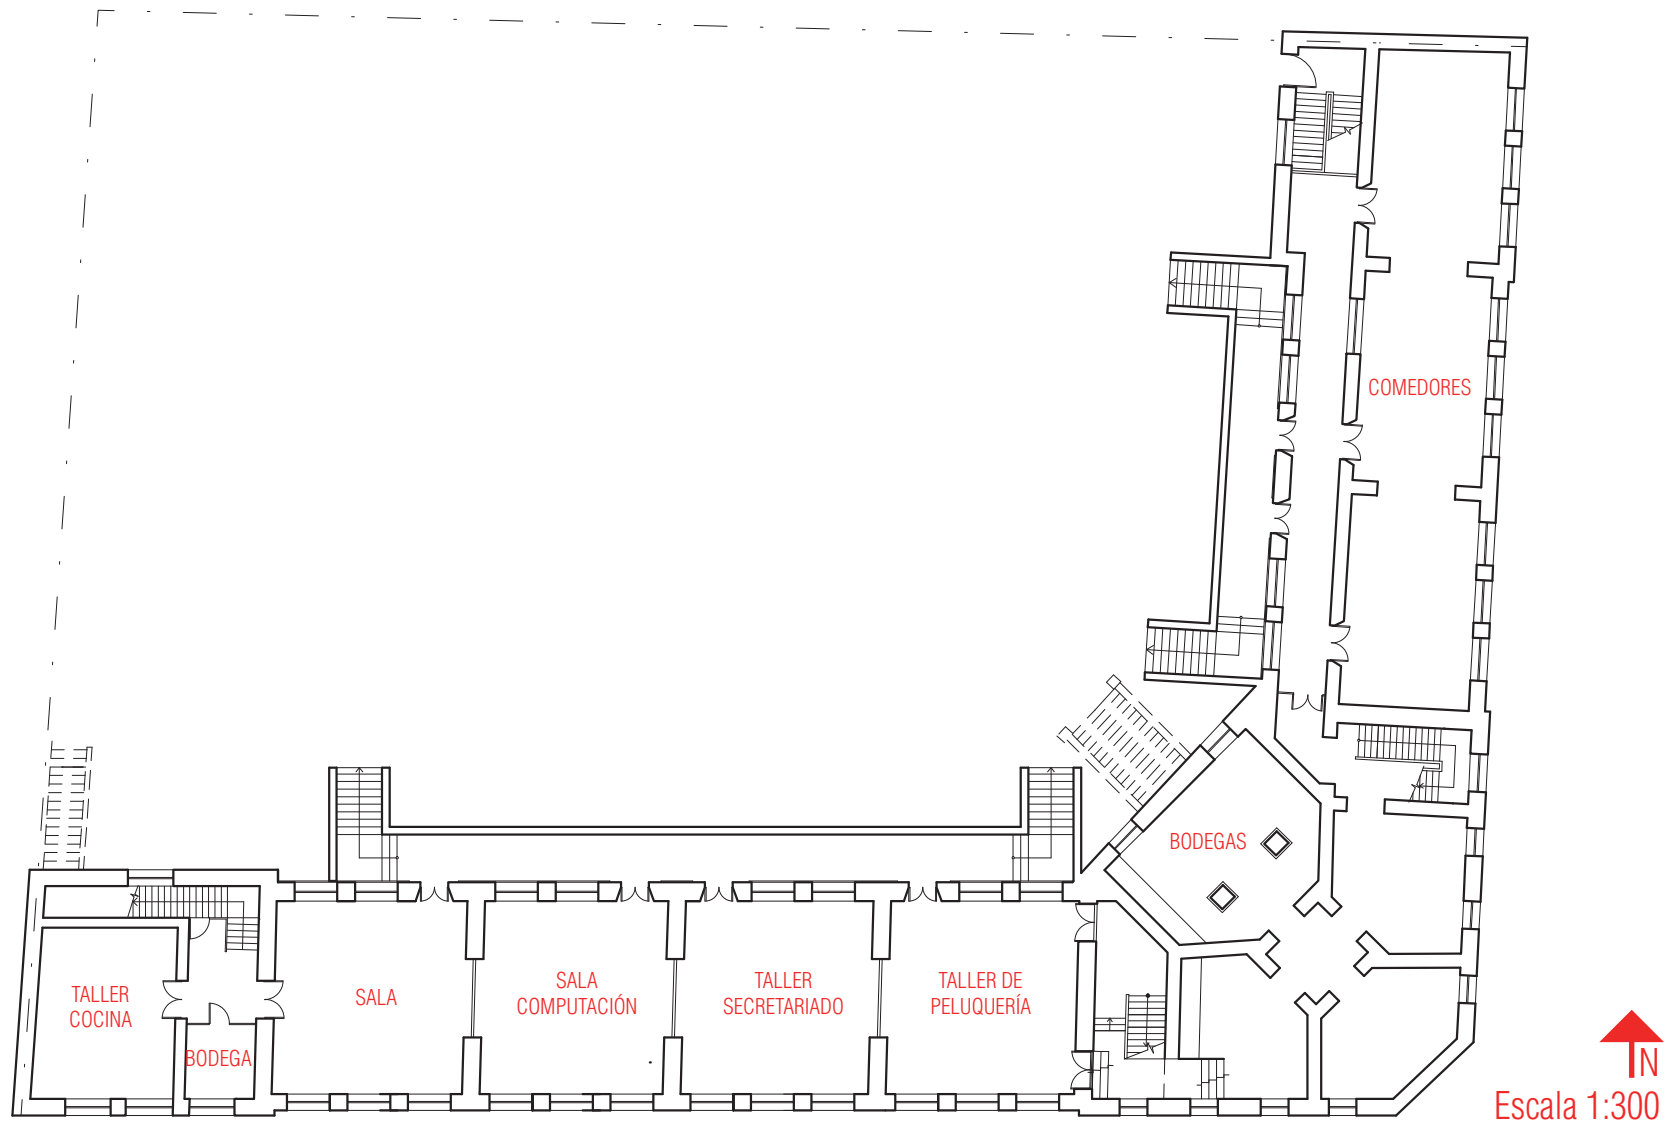 COMEDORES
BODEGAS
TALLER
COCINA
BODEGA
SALA
SALA
COMPUTACIÓN
TALLER
SECRETARIADO
TALLER DE
PELUQUERÍA
N
Escala 1:300